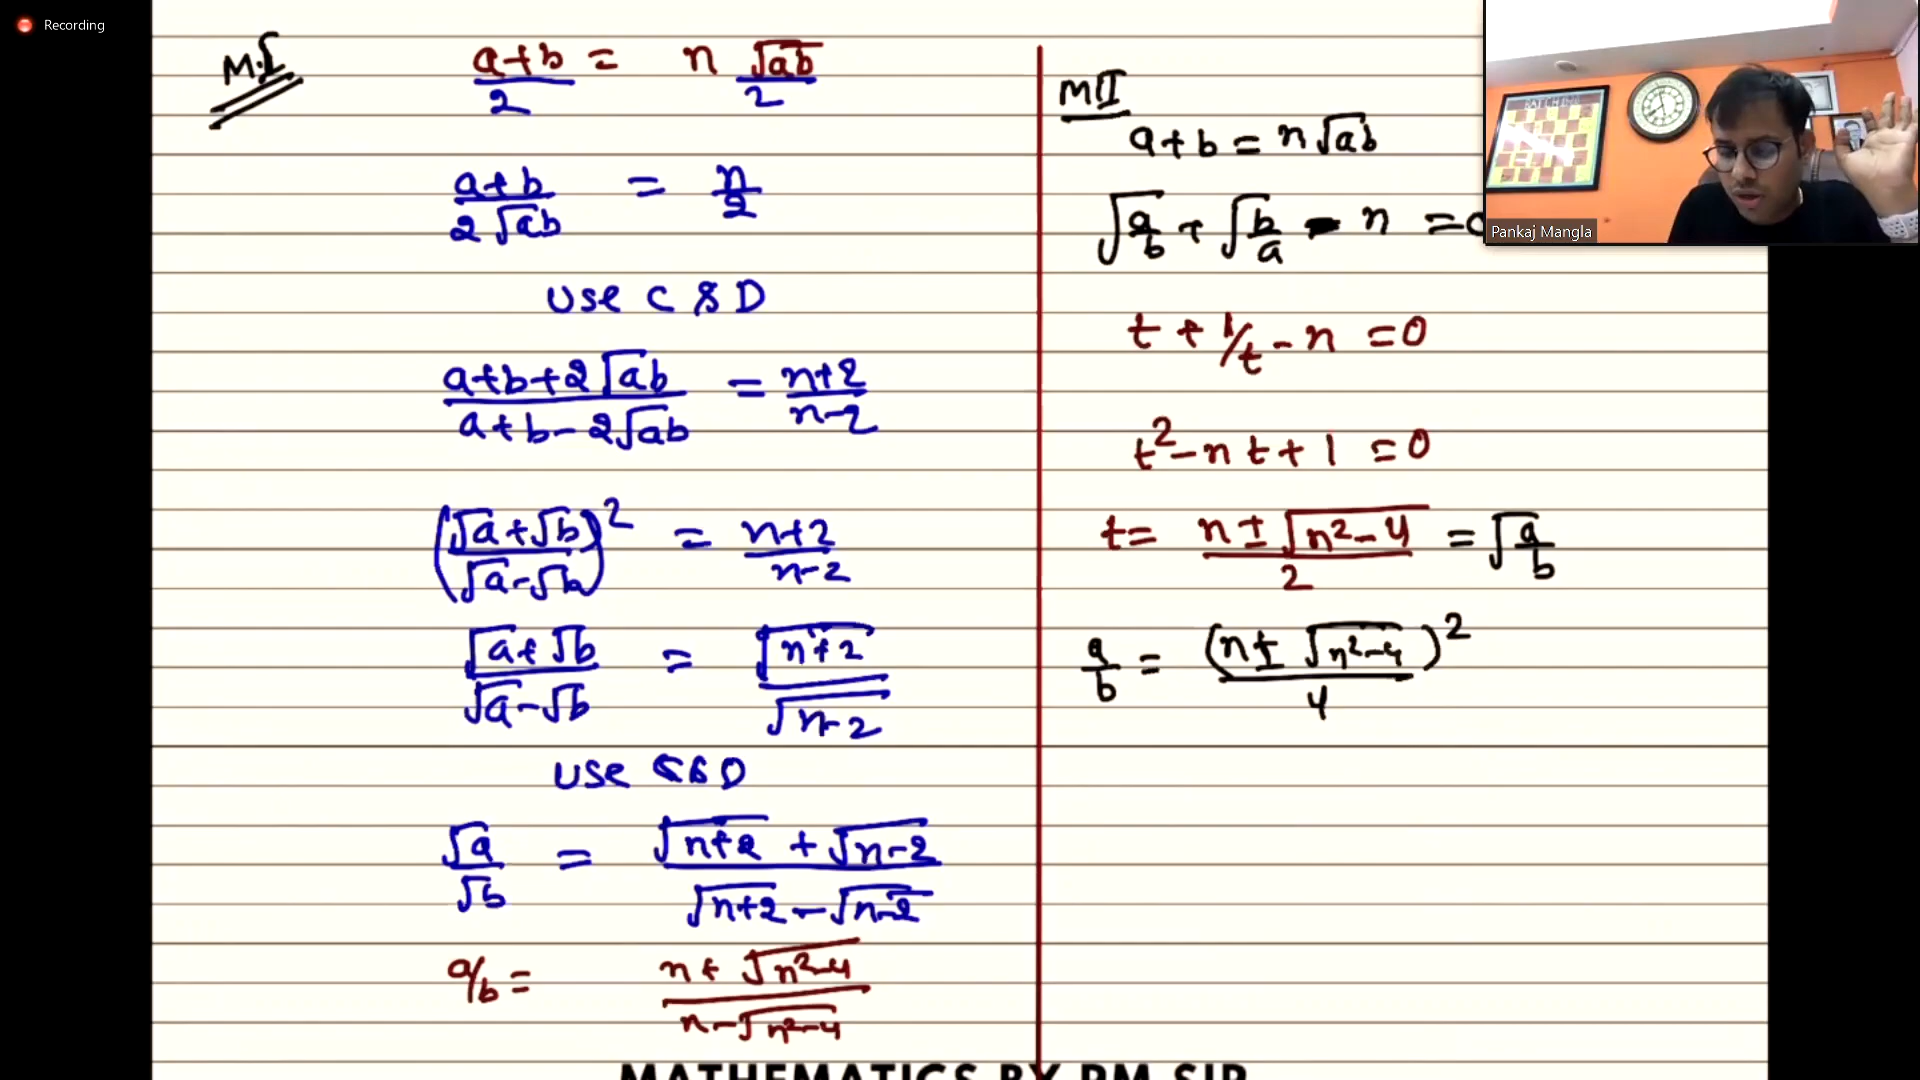 Recording
M.I
a+b/2 = n √ab/2
a+b/2√ab = n/2
Use C & D
a+b+2√ab/a+b-2√ab = n+2/n-2
(√a+√b/√a-√b)² = n+2/n-2
√a+√b/√a-√b = √n+2/√n-2
Use C&D
√a/√b = √n+2 + √n-2/√n+2 - √n-2
a/b = n+√n²-4/n-√n²-4
MII
a+b = n√ab
√a/b + √b/a - n = 0
t + 1/t - n = 0
t² - nt + 1 = 0
t = n±√n²-4/2 = √a/b
a/b = (n±√n²-4)²/4
Pankaj Mangla
MATHEMATICS BY PM SIR